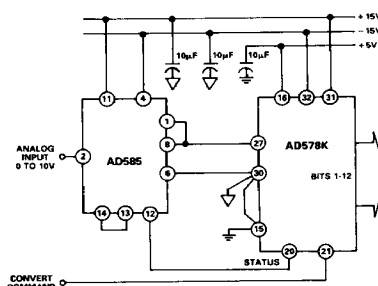 + 15V
- 15V
+ 5V
10µF
10µF
10µF
11
4
16
32
31
1
8
27
AD585
AD578K
ANALOG
INPUT
0 TO 10V
2
6
30
BITS 1-12
14
13
12
15
20
21
STATUS
CONVERT